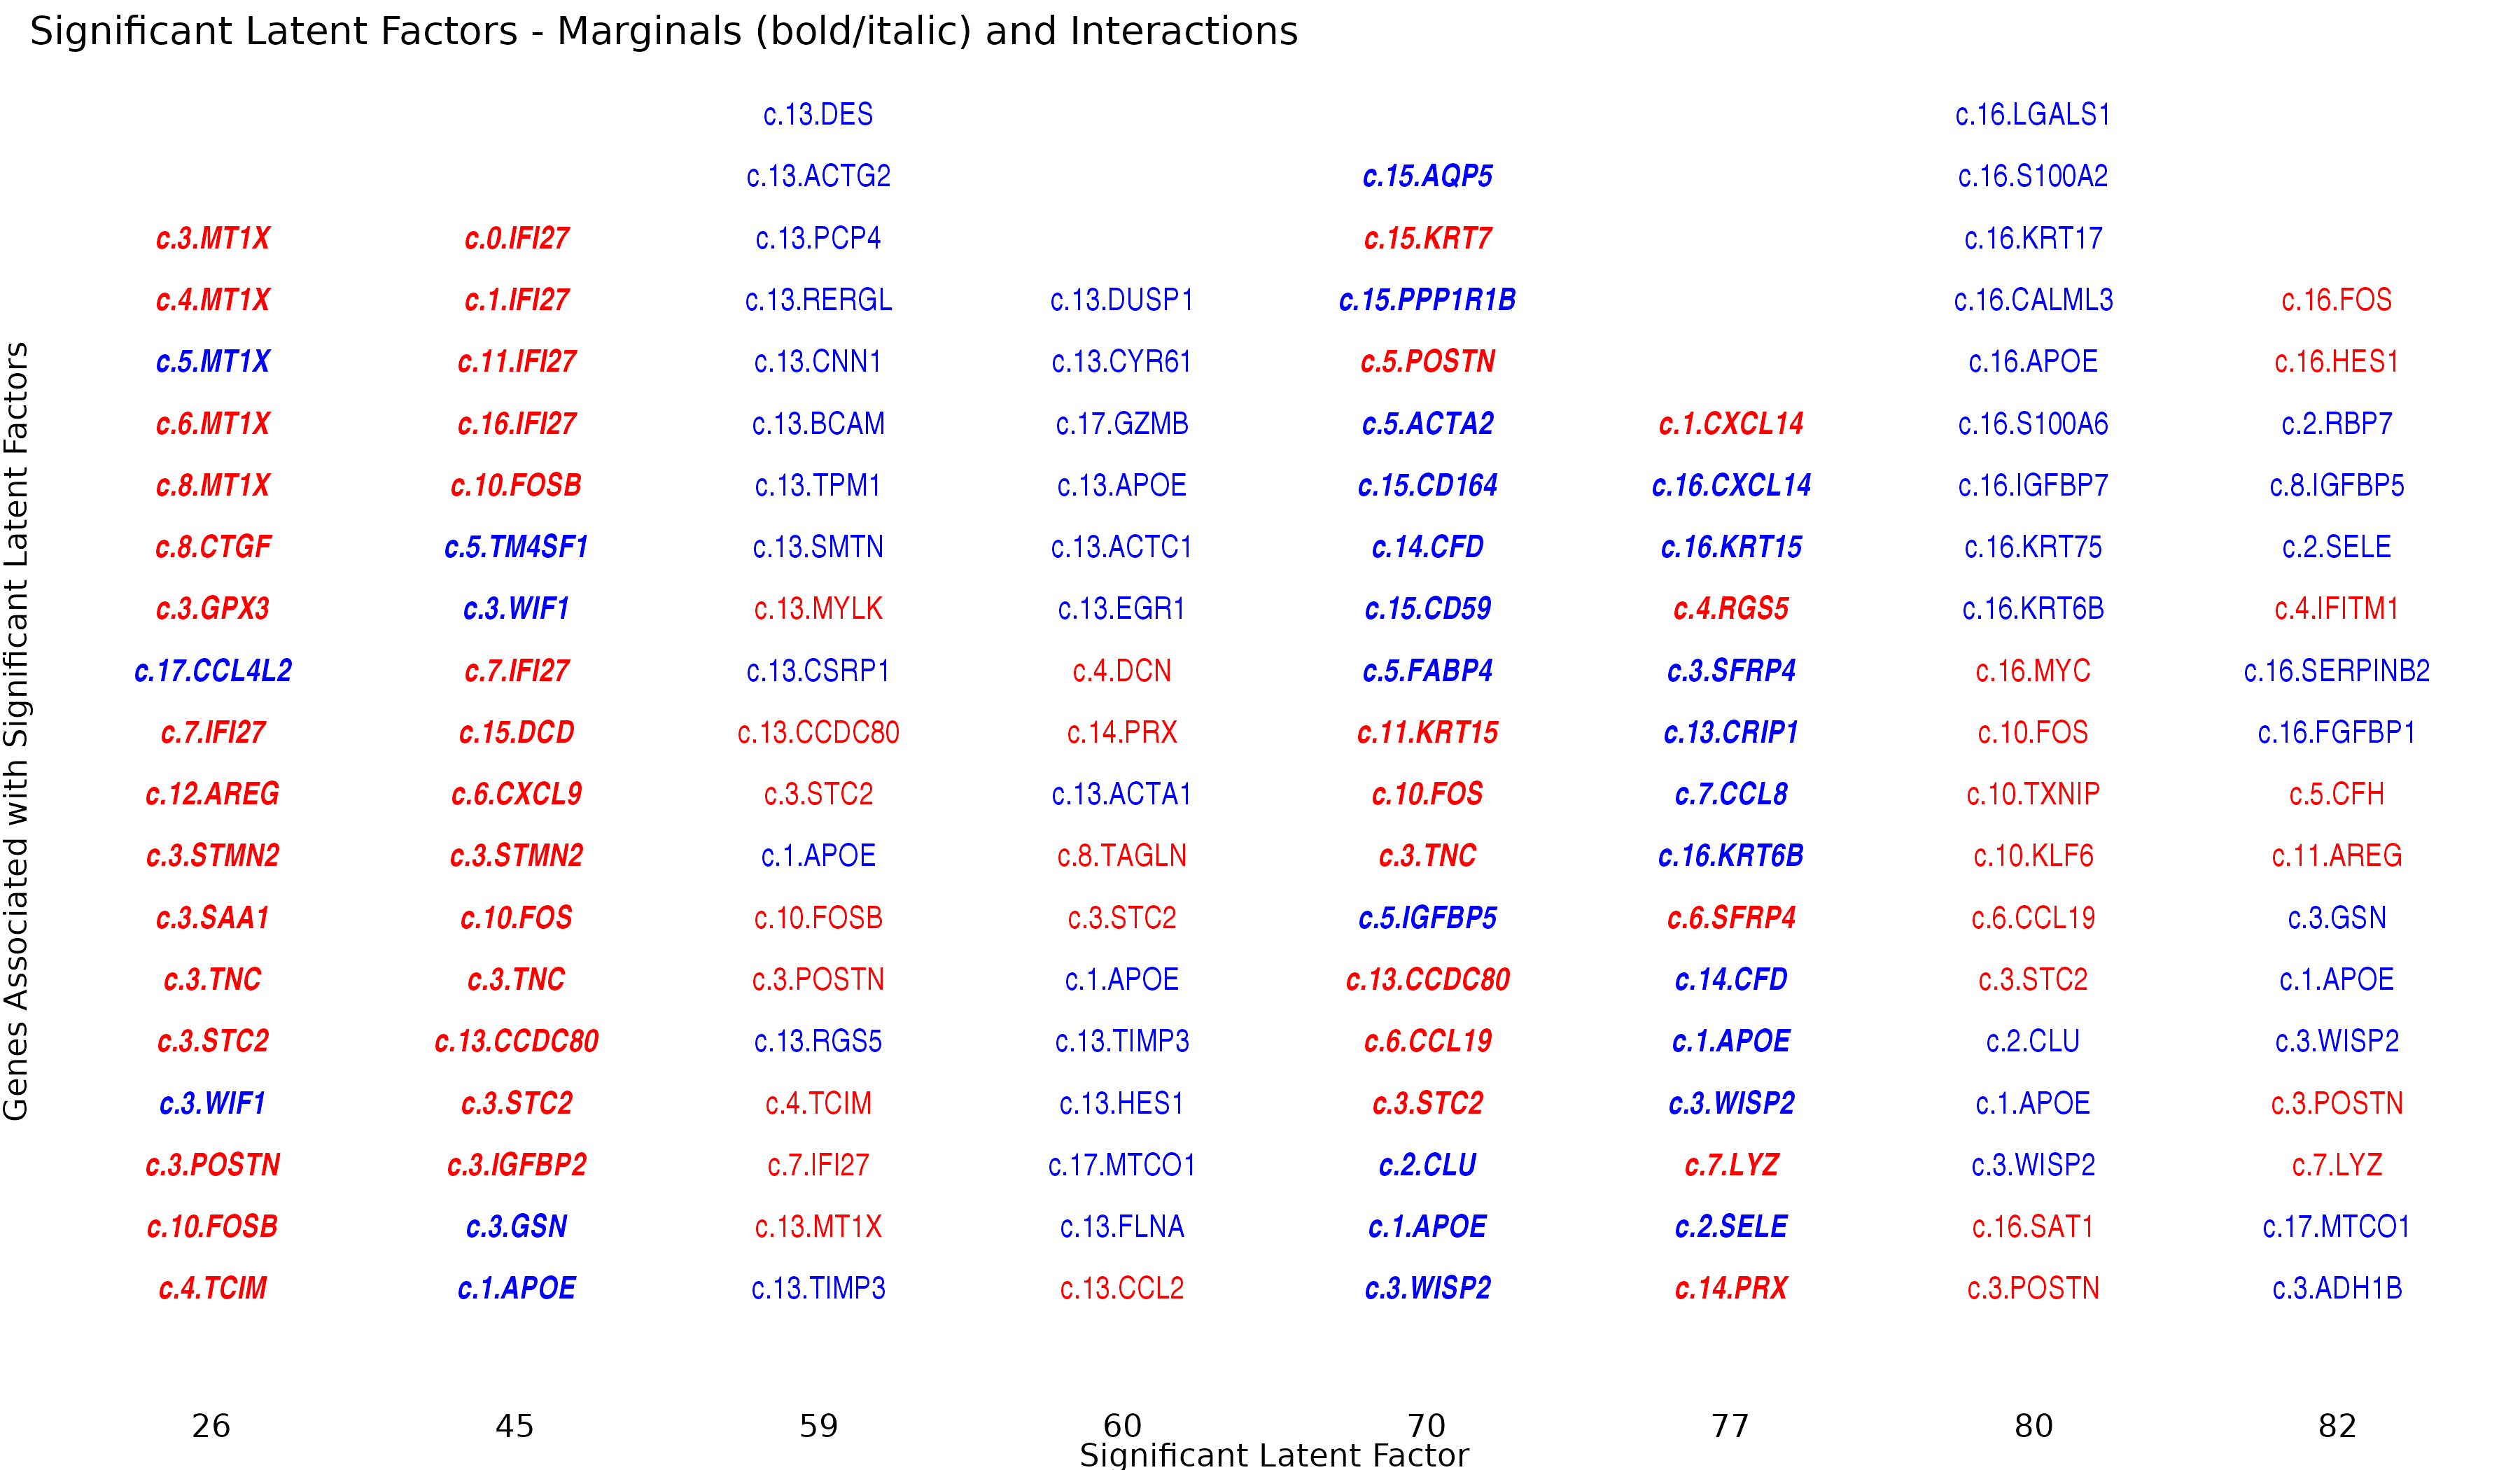 Significant Latent Factors - Marginals (bold/italic) and Interactions
c.13.DES c.16.LGALS1
c.13.ACTG2 c.15.AQP5 c.16.S100A2
c.3.MT1X c.0.IFI27 c.13.PCP4 c.15.KRT7 c.16.KRT17
c.4.MT1X c.1.IFI27 c.13.RERGL c.13.DUSP1 c.15.PPP1R1B c.16.CALML3 c.16.FOS
c.5.MT1X c.11.IFI27 c.13.CNN1 c.13.CYR61 c.5.POSTN c.16.APOE c.16.HES1
c.6.MT1X c.16.IFI27 c.13.BCAM c.17.GZMB c.5.ACTA2 c.1.CXCL14 c.16.S100A6 c.2.RBP7
c.8.MT1X c.10.FOSB c.13.TPM1 c.13.APOE c.15.CD164 c.16.CXCL14 c.16.IGFBP7 c.8.IGFBP5
c.8.CTGF c.5.TM4SF1 c.13.SMTN c.13.ACTC1 c.14.CFD c.16.KRT15 c.16.KRT75 c.2.SELE
c.3.GPX3 c.3.WIF1 c.13.MYLK c.13.EGR1 c.15.CD59 c.4.RGS5 c.16.KRT6B c.4.IFITM1
c.17.CCL4L2 c.7.IFI27 c.13.CSRP1 c.4.DCN c.5.FABP4 c.3.SFRP4 c.16.MYC c.16.SERPINB2
c.7.IFI27 c.15.DCD c.13.CCDC80 c.14.PRX c.11.KRT15 c.13.CRIP1 c.10.FOS c.16.FGFBP1
c.12.AREG c.6.CXCL9 c.3.STC2 c.13.ACTA1 c.10.FOS c.7.CCL8 c.10.TXNIP c.5.CFH
c.3.STMN2 c.3.STMN2 c.1.APOE c.8.TAGLN c.3.TNC c.16.KRT6B c.10.KLF6 c.11.AREG
c.3.SAA1 c.10.FOS c.10.FOSB c.3.STC2 c.5.IGFBP5 c.6.SFRP4 c.6.CCL19 c.3.GSN
c.3.TNC c.3.TNC c.3.POSTN c.1.APOE c.13.CCDC80 c.14.CFD c.3.STC2 c.1.APOE
c.3.STC2 c.13.CCDC80 c.13.RGS5 c.13.TIMP3 c.6.CCL19 c.1.APOE c.2.CLU c.3.WISP2
c.3.WIF1 c.3.STC2 c.4.TCIM c.13.HES1 c.3.STC2 c.3.WISP2 c.1.APOE c.3.POSTN
c.3.POSTN c.3.IGFBP2 c.7.IFI27 c.17.MTCO1 c.2.CLU c.7.LYZ c.3.WISP2 c.7.LYZ
c.10.FOSB c.3.GSN c.13.MT1X c.13.FLNA c.1.APOE c.2.SELE c.16.SAT1 c.17.MTCO1
c.4.TCIM c.1.APOE c.13.TIMP3 c.13.CCL2 c.3.WISP2 c.14.PRX c.3.POSTN c.3.ADH1B
26 45 59 60 70 77 80 82
Significant Latent Factor
Genes Associated with Significant Latent Factors